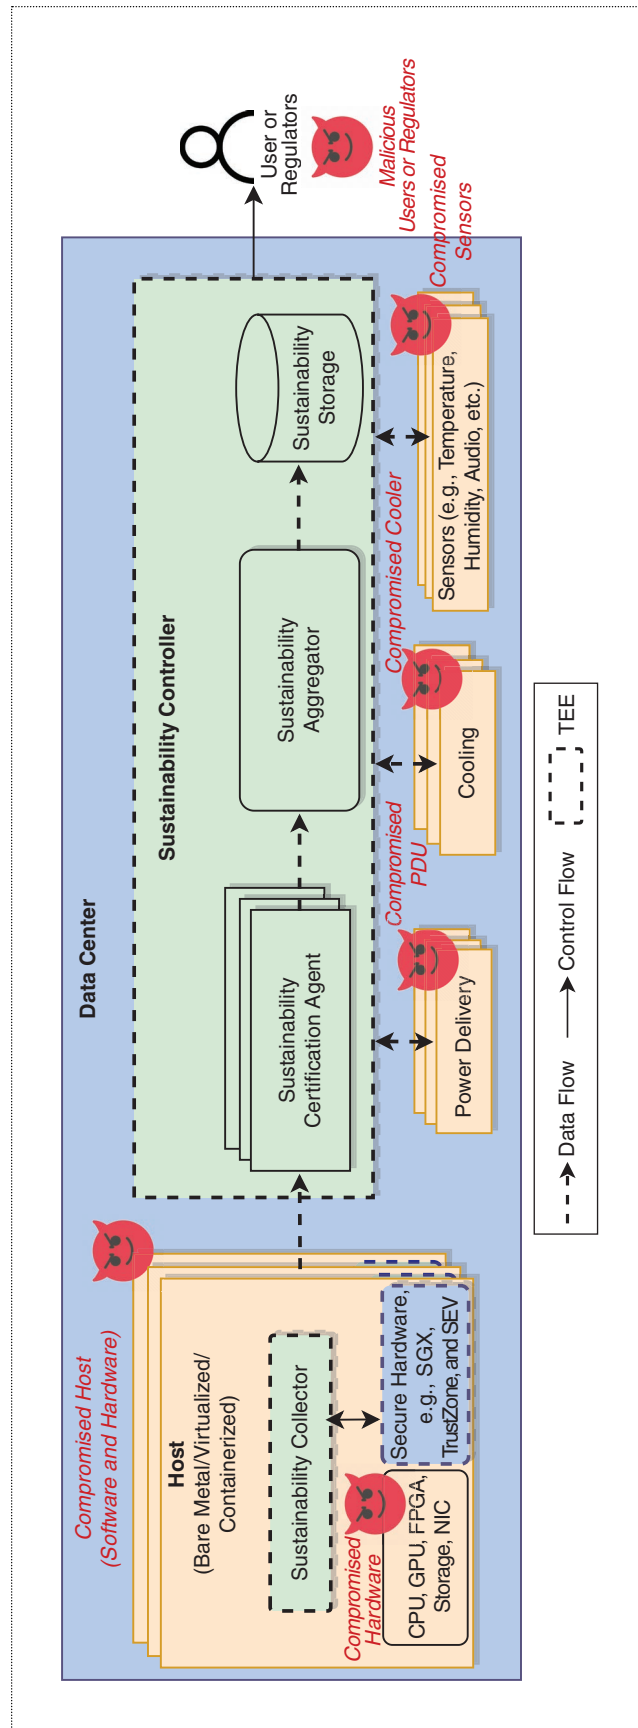 Data Center
Compromised Host
(Software and Hardware)
Host
(Bare Metal/Virtualized/
Containerized)
Sustainability Collector
Compromised
Hardware
CPU, GPU, FPGA,
Storage, NIC
Secure Hardware,
e.g., SGX,
TrustZone, and SEV
Sustainability Controller
Sustainability
Certification Agent
Sustainability
Aggregator
Sustainability
Storage
Compromised
PDU
Power Delivery
Compromised Cooler
Cooling
Compromised
Sensors
Sensors (e.g., Temperature,
Humidity, Audio, etc.)
User or
Regulators
Malicious
Users or Regulators
Data Flow
Control Flow
TEE